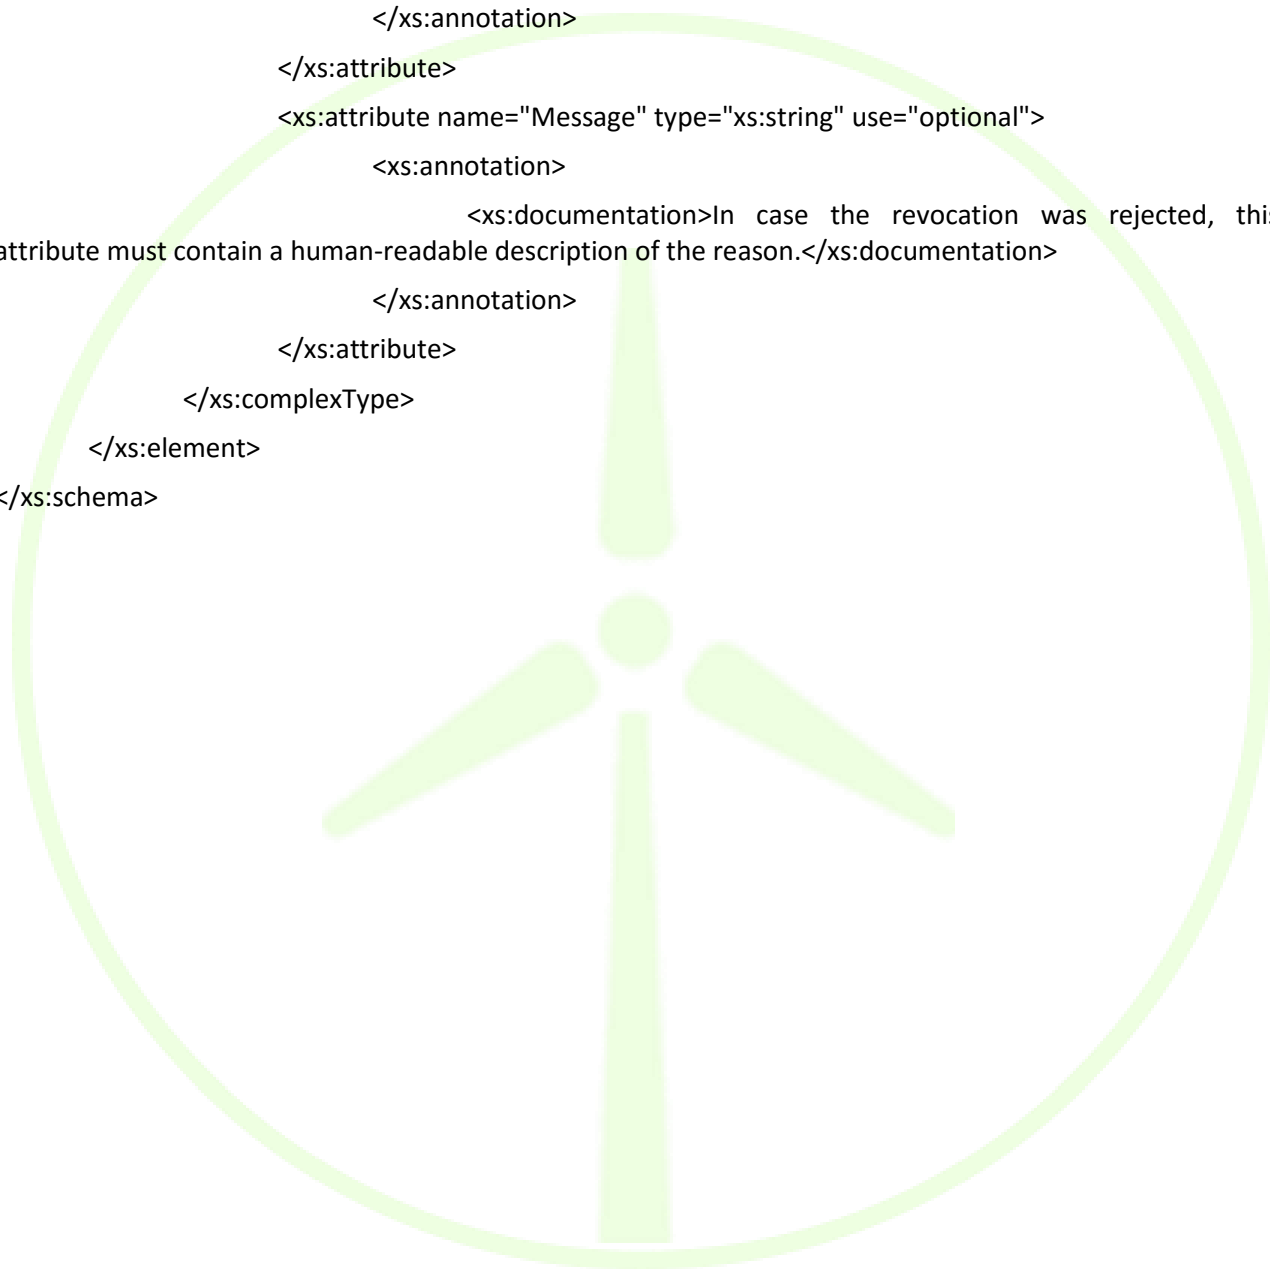 </xs:annotation>
</xs:attribute>
<xs:attribute name="Message" type="xs:string" use="optional">
<xs:annotation>
<xs:documentation>In case the revocation was rejected, this
attribute must contain a human-readable description of the reason.</xs:documentation>
</xs:annotation>
</xs:attribute>
</xs:complexType>
</xs:element>
</xs:schema>